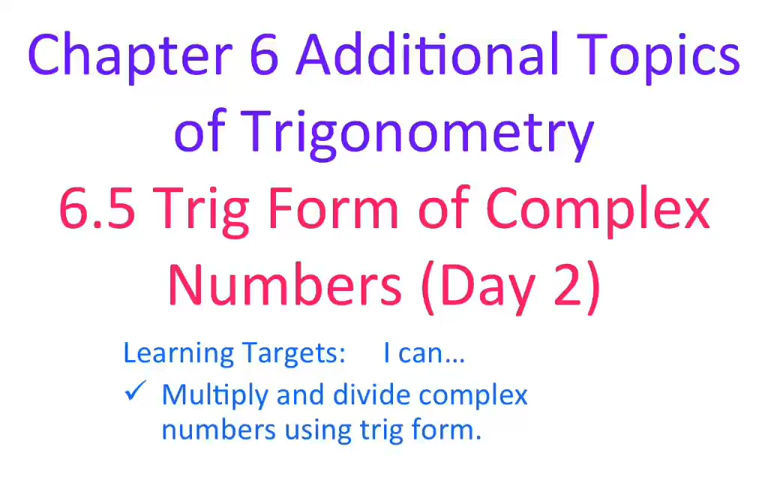 Chapter 6 Additional Topics
of Trigonometry
6.5 Trig Form of Complex
Numbers (Day 2)
Learning Targets: I can…
✓ Multiply and divide complex
numbers using trig form.